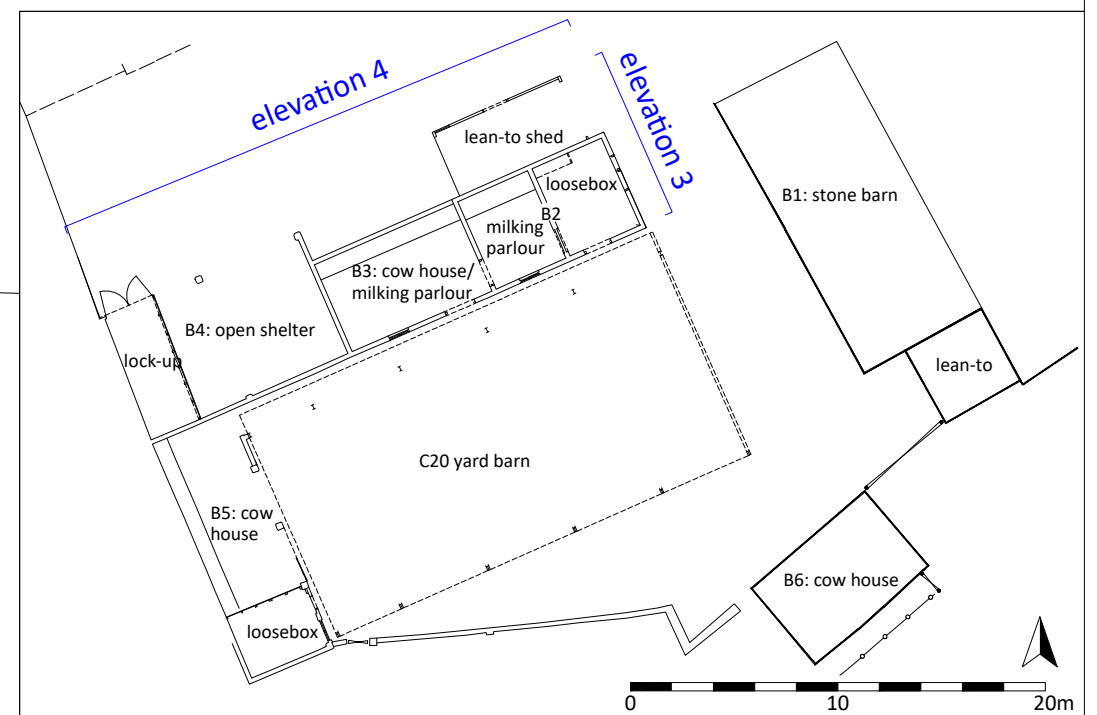 elevation 4
elevation 3
lean-to shed
loosebox
B1: stone barn
B2
milking
parlour
B3: cow house/
milking parlour
B4: open shelter
lock-up
lean-to
C20 yard barn
B5: cow
house
B6: cow house
loosebox
0
10
20m